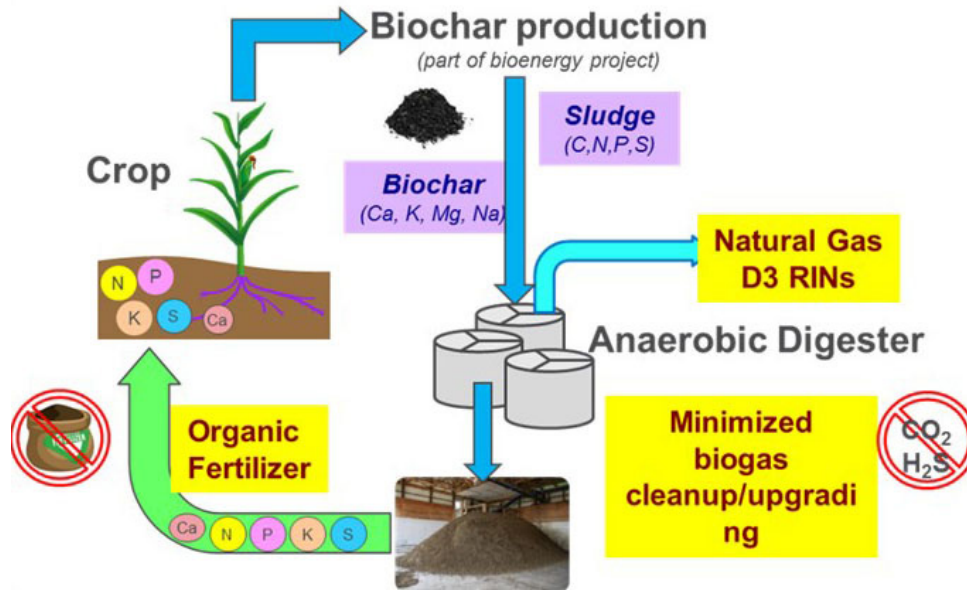 Biochar production
(part of bioenergy project)
Sludge
(C,N,P,S)
Crop
Biochar
(Ca, K, Mg, Na)
Natural Gas
D3 RINs
N
P
K
S
Ca
Anaerobic Digester
Organic
Fertilizer
Minimized
biogas
cleanup/upgradi
ng
CO₂
H₂S
Ca
N
P
K
S